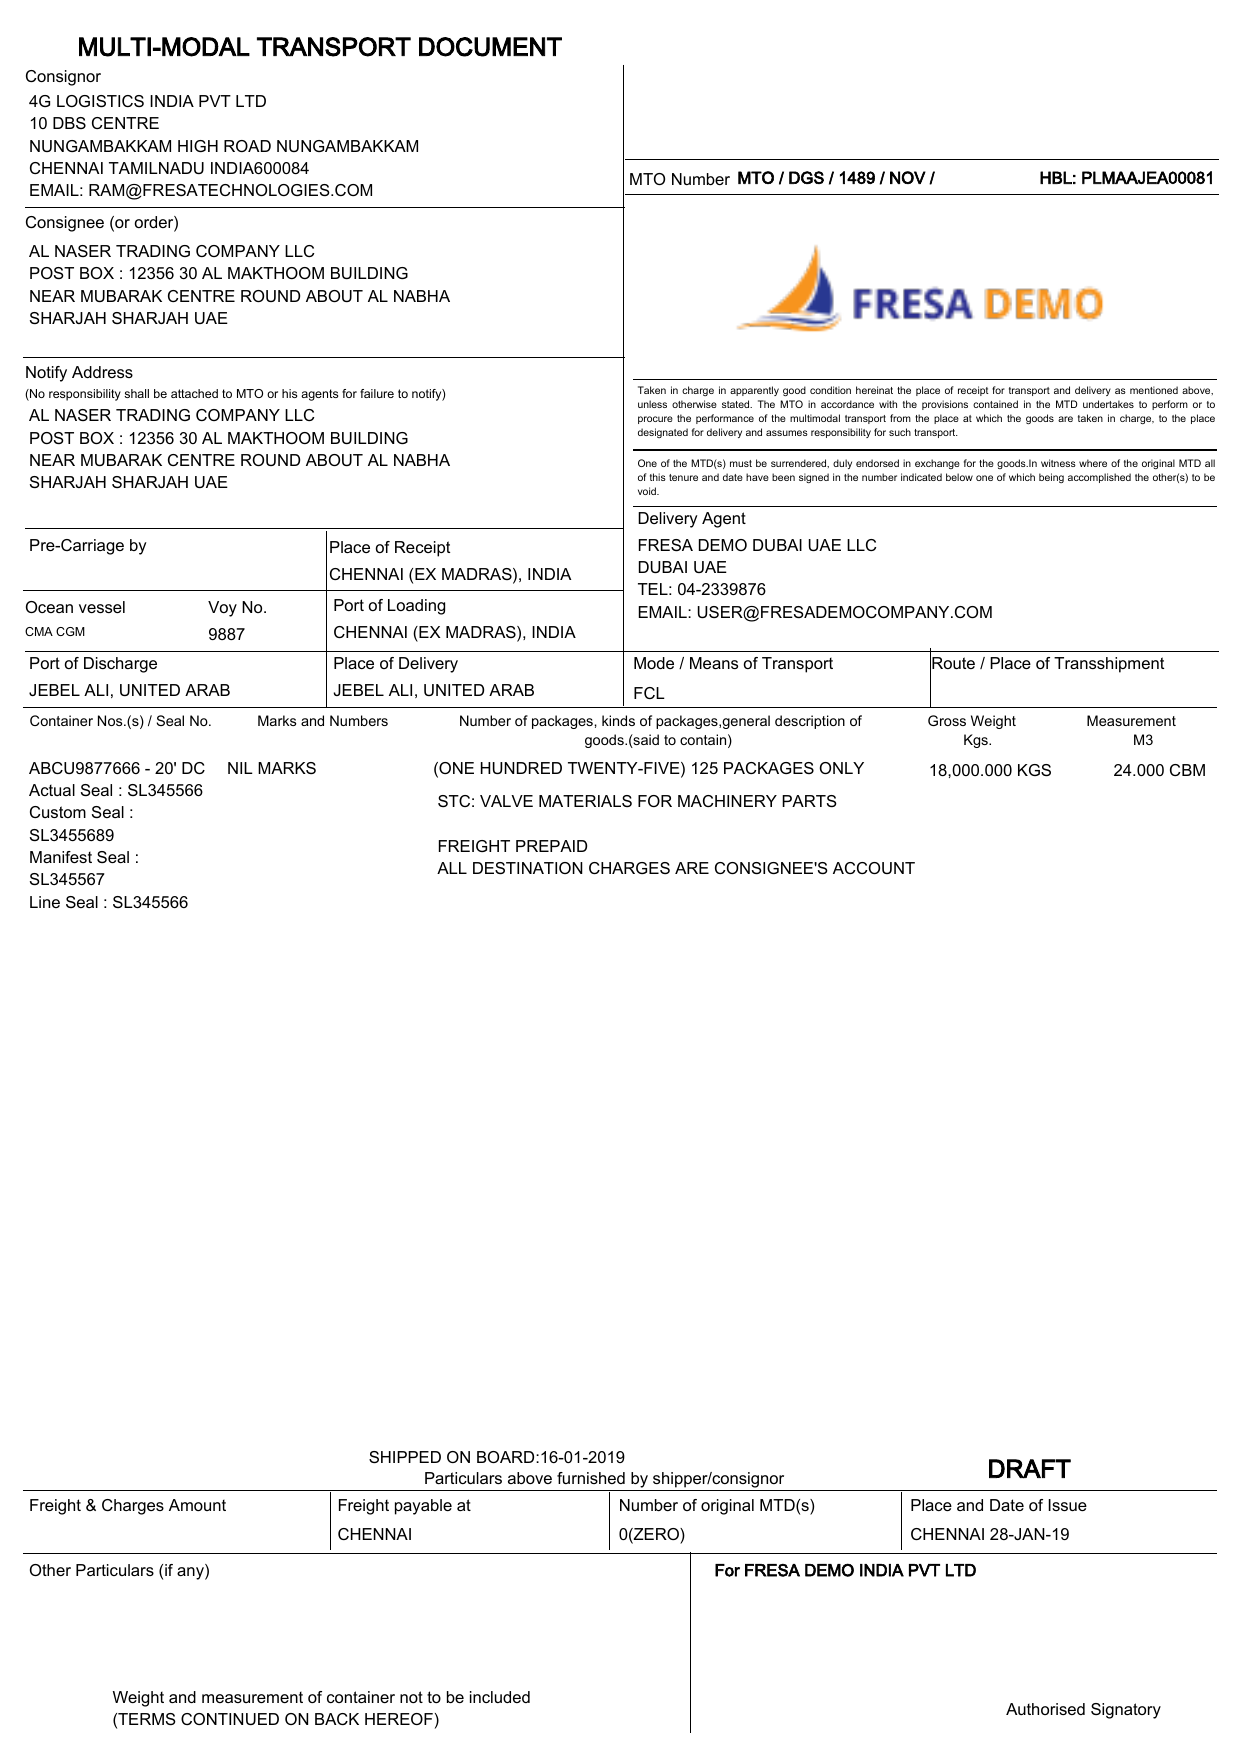 MULTI-MODAL TRANSPORT DOCUMENT
Consignor
4G LOGISTICS INDIA PVT LTD
10 DBS CENTRE
NUNGAMBAKKAM HIGH ROAD NUNGAMBAKKAM
CHENNAI TAMILNADU INDIA600084
EMAIL: RAM@FRESATECHNOLOGIES.COM
MTO Number MTO / DGS / 1489 / NOV / HBL: PLMAAJEA00081
Consignee (or order)
AL NASER TRADING COMPANY LLC
POST BOX : 12356 30 AL MAKTHOOM BUILDING
NEAR MUBARAK CENTRE ROUND ABOUT AL NABHA
SHARJAH SHARJAH UAE
FRESA DEMO
Notify Address
(No responsibility shall be attached to MTO or his agents for failure to notify)
AL NASER TRADING COMPANY LLC
POST BOX : 12356 30 AL MAKTHOOM BUILDING
NEAR MUBARAK CENTRE ROUND ABOUT AL NABHA
SHARJAH SHARJAH UAE
Taken in charge in apparently good condition hereinat the place of receipt for transport and delivery as mentioned above,
unless otherwise stated. The MTO in accordance with the provisions contained in the MTD undertakes to perform or to
procure the performance of the multimodal transport from the place at which the goods are taken in charge, to the place
designated for delivery and assumes responsibility for such transport.
One of the MTD(s) must be surrendered, duly endorsed in exchange for the goods.In witness where of the original MTD all
of this tenure and date have been signed in the number indicated below one of which being accomplished the other(s) to be
void.
Delivery Agent
FRESA DEMO DUBAI UAE LLC
DUBAI UAE
TEL: 04-2339876
EMAIL: USER@FRESADEMOCOMPANY.COM
Pre-Carriage by
Place of Receipt
CHENNAI (EX MADRAS), INDIA
Ocean vessel Voy No.
CMA CGM 9887
Port of Loading
CHENNAI (EX MADRAS), INDIA
Port of Discharge
JEBEL ALI, UNITED ARAB
Place of Delivery
JEBEL ALI, UNITED ARAB
Mode / Means of Transport
FCL
Route / Place of Transshipment
Container Nos.(s) / Seal No.
Marks and Numbers
Number of packages, kinds of packages,general description of
goods.(said to contain)
Gross Weight
Kgs.
Measurement
M3
ABCU9877666 - 20' DC
Actual Seal : SL345566
Custom Seal :
SL3455689
Manifest Seal :
SL345567
Line Seal : SL345566
NIL MARKS
(ONE HUNDRED TWENTY-FIVE) 125 PACKAGES ONLY
STC: VALVE MATERIALS FOR MACHINERY PARTS
FREIGHT PREPAID
ALL DESTINATION CHARGES ARE CONSIGNEE'S ACCOUNT
18,000.000 KGS
24.000 CBM
SHIPPED ON BOARD:16-01-2019
Particulars above furnished by shipper/consignor
DRAFT
Freight & Charges Amount
Freight payable at
CHENNAI
Number of original MTD(s)
0(ZERO)
Place and Date of Issue
CHENNAI 28-JAN-19
Other Particulars (if any)
For FRESA DEMO INDIA PVT LTD
Weight and measurement of container not to be included
(TERMS CONTINUED ON BACK HEREOF)
Authorised Signatory